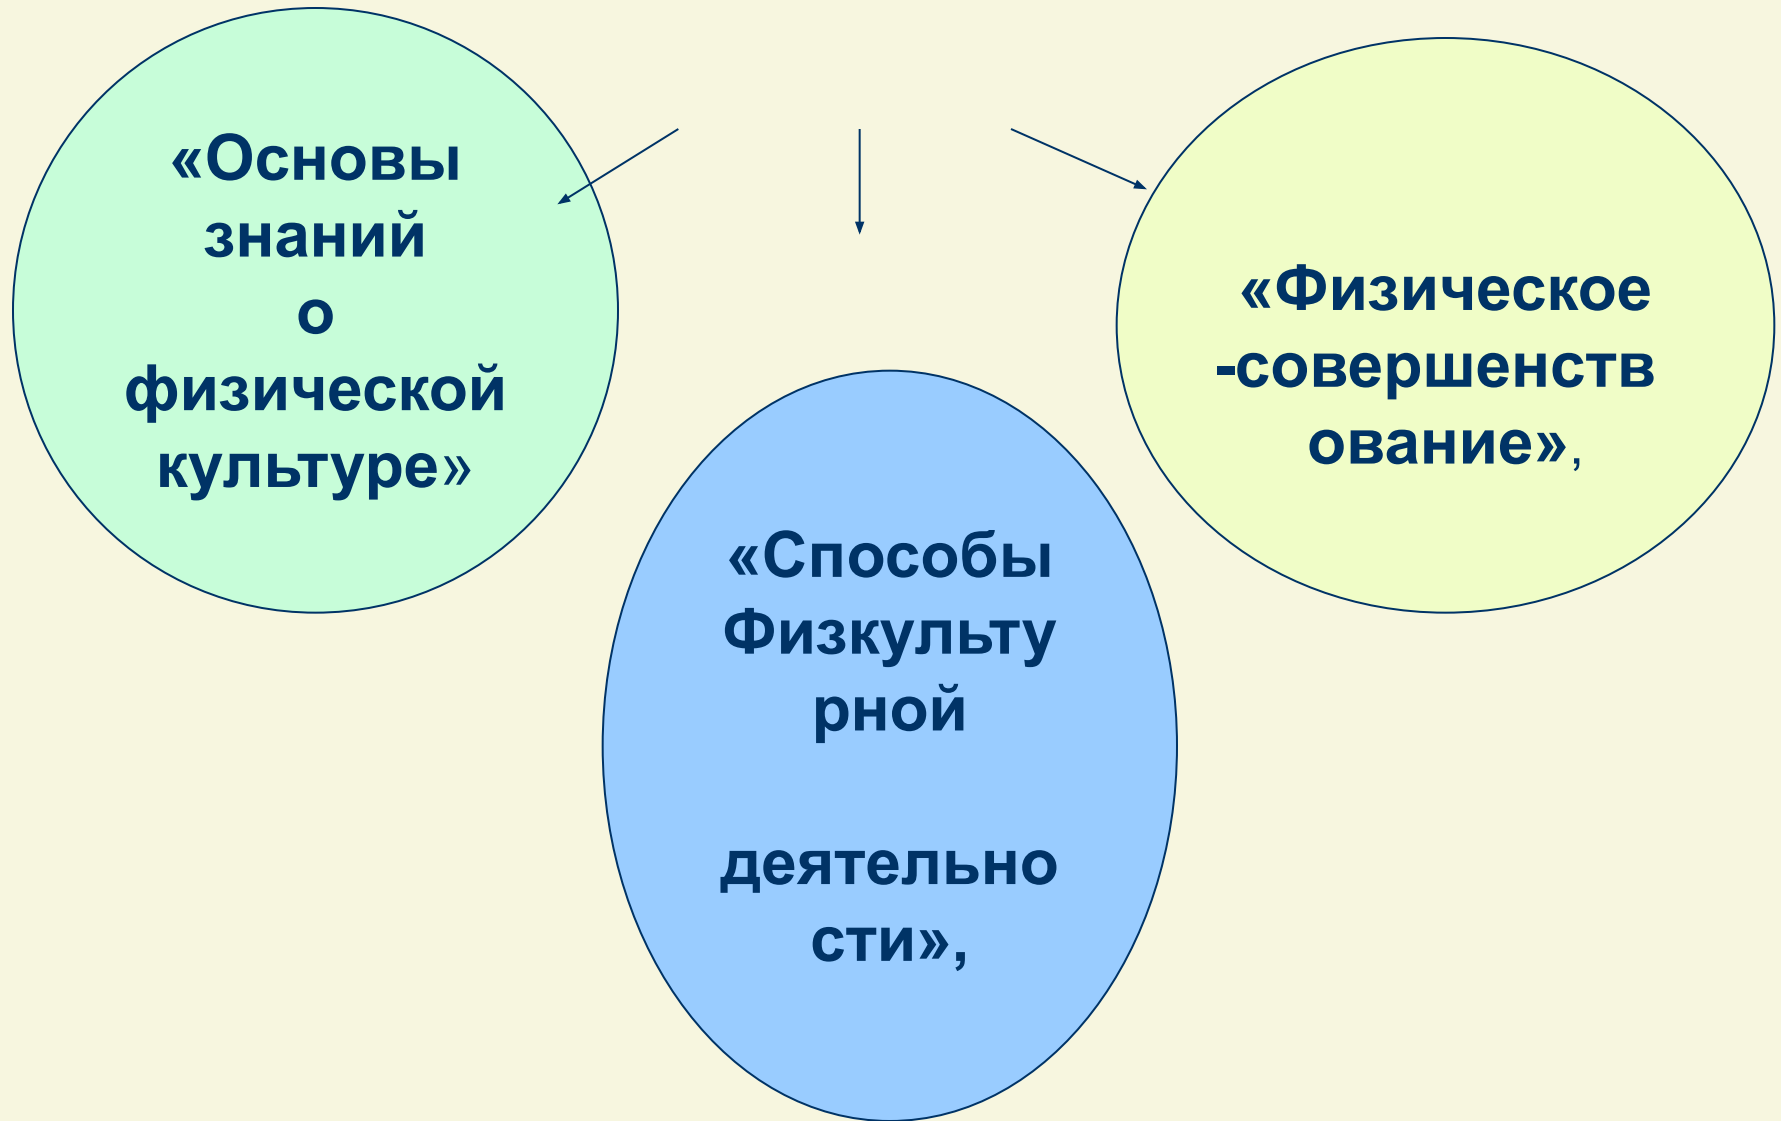 «Основы
знаний
о
физической
культуре»
«Способы
Физкульту
рной
деятельно
сти»,
«Физическое
-совершенств
ование»,